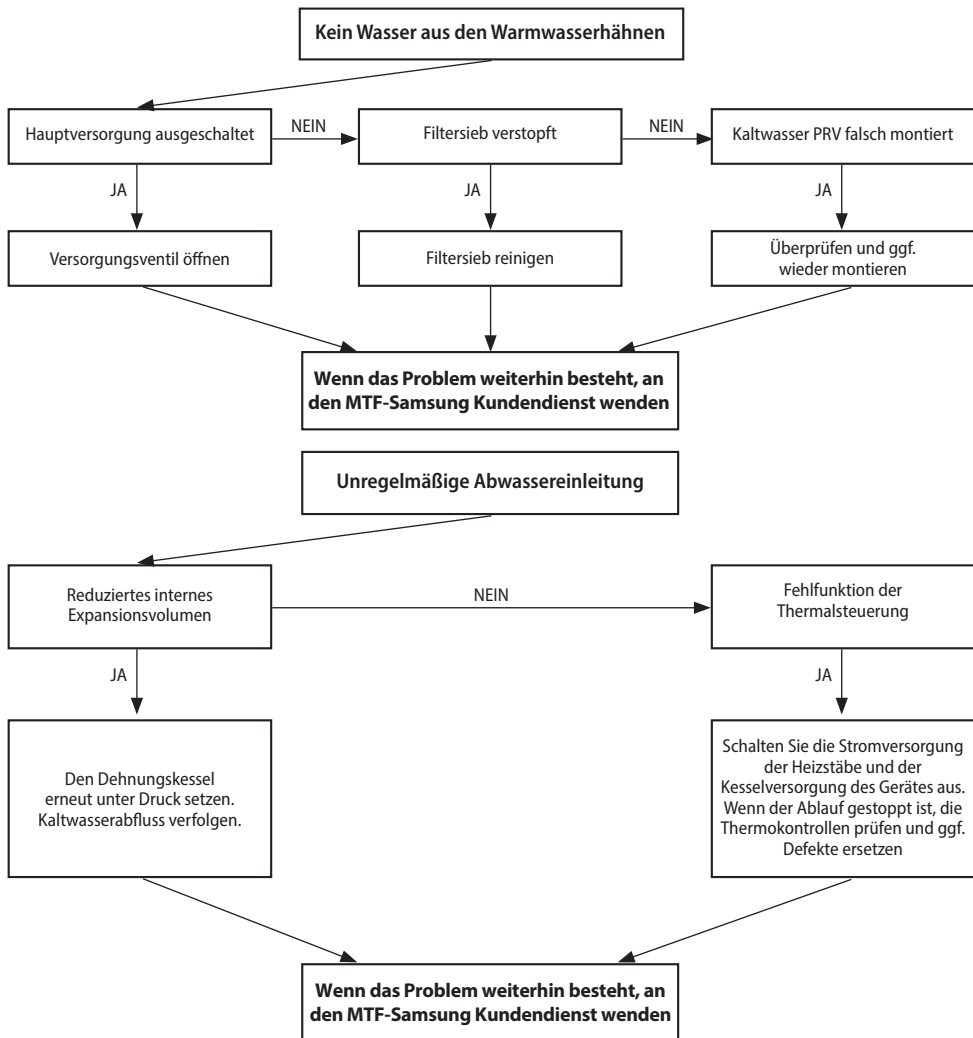 Kein Wasser aus den Warmwasserhähnen
Hauptversorgung ausgeschaltet
NEIN
Filtersieb verstopft
NEIN
Kaltwasser PRV falsch montiert
JA
JA
JA
Versorgungsventil öffnen
Filtersieb reinigen
Überprüfen und ggf.
wieder montieren
Wenn das Problem weiterhin besteht, an
den MTF-Samsung Kundendienst wenden
Unregelmäßige Abwassereinleitung
Reduziertes internes
Expansionsvolumen
NEIN
Fehlfunktion der
Thermalsteuerung
JA
JA
Den Dehnungskessel
erneut unter Druck setzen.
Kaltwasserabfluss verfolgen.
Schalten Sie die Stromversorgung
der Heizstäbe und der
Kesselversorgung des Gerätes aus.
Wenn der Ablauf gestoppt ist, die
Thermokontrollen prüfen und ggf.
Defekte ersetzen
Wenn das Problem weiterhin besteht, an
den MTF-Samsung Kundendienst wenden